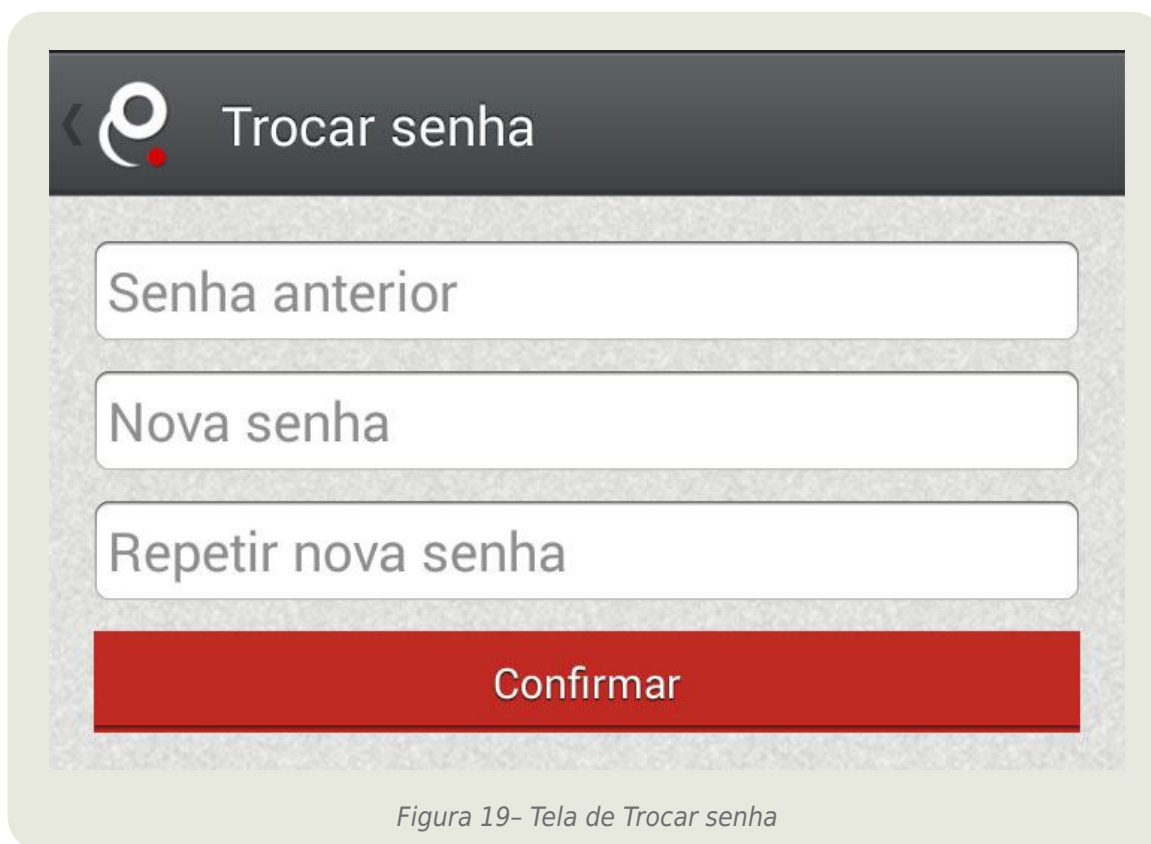 Trocar senha
Senha anterior
Nova senha
Repetir nova senha
Confirmar
Figura 19– Tela de Trocar senha